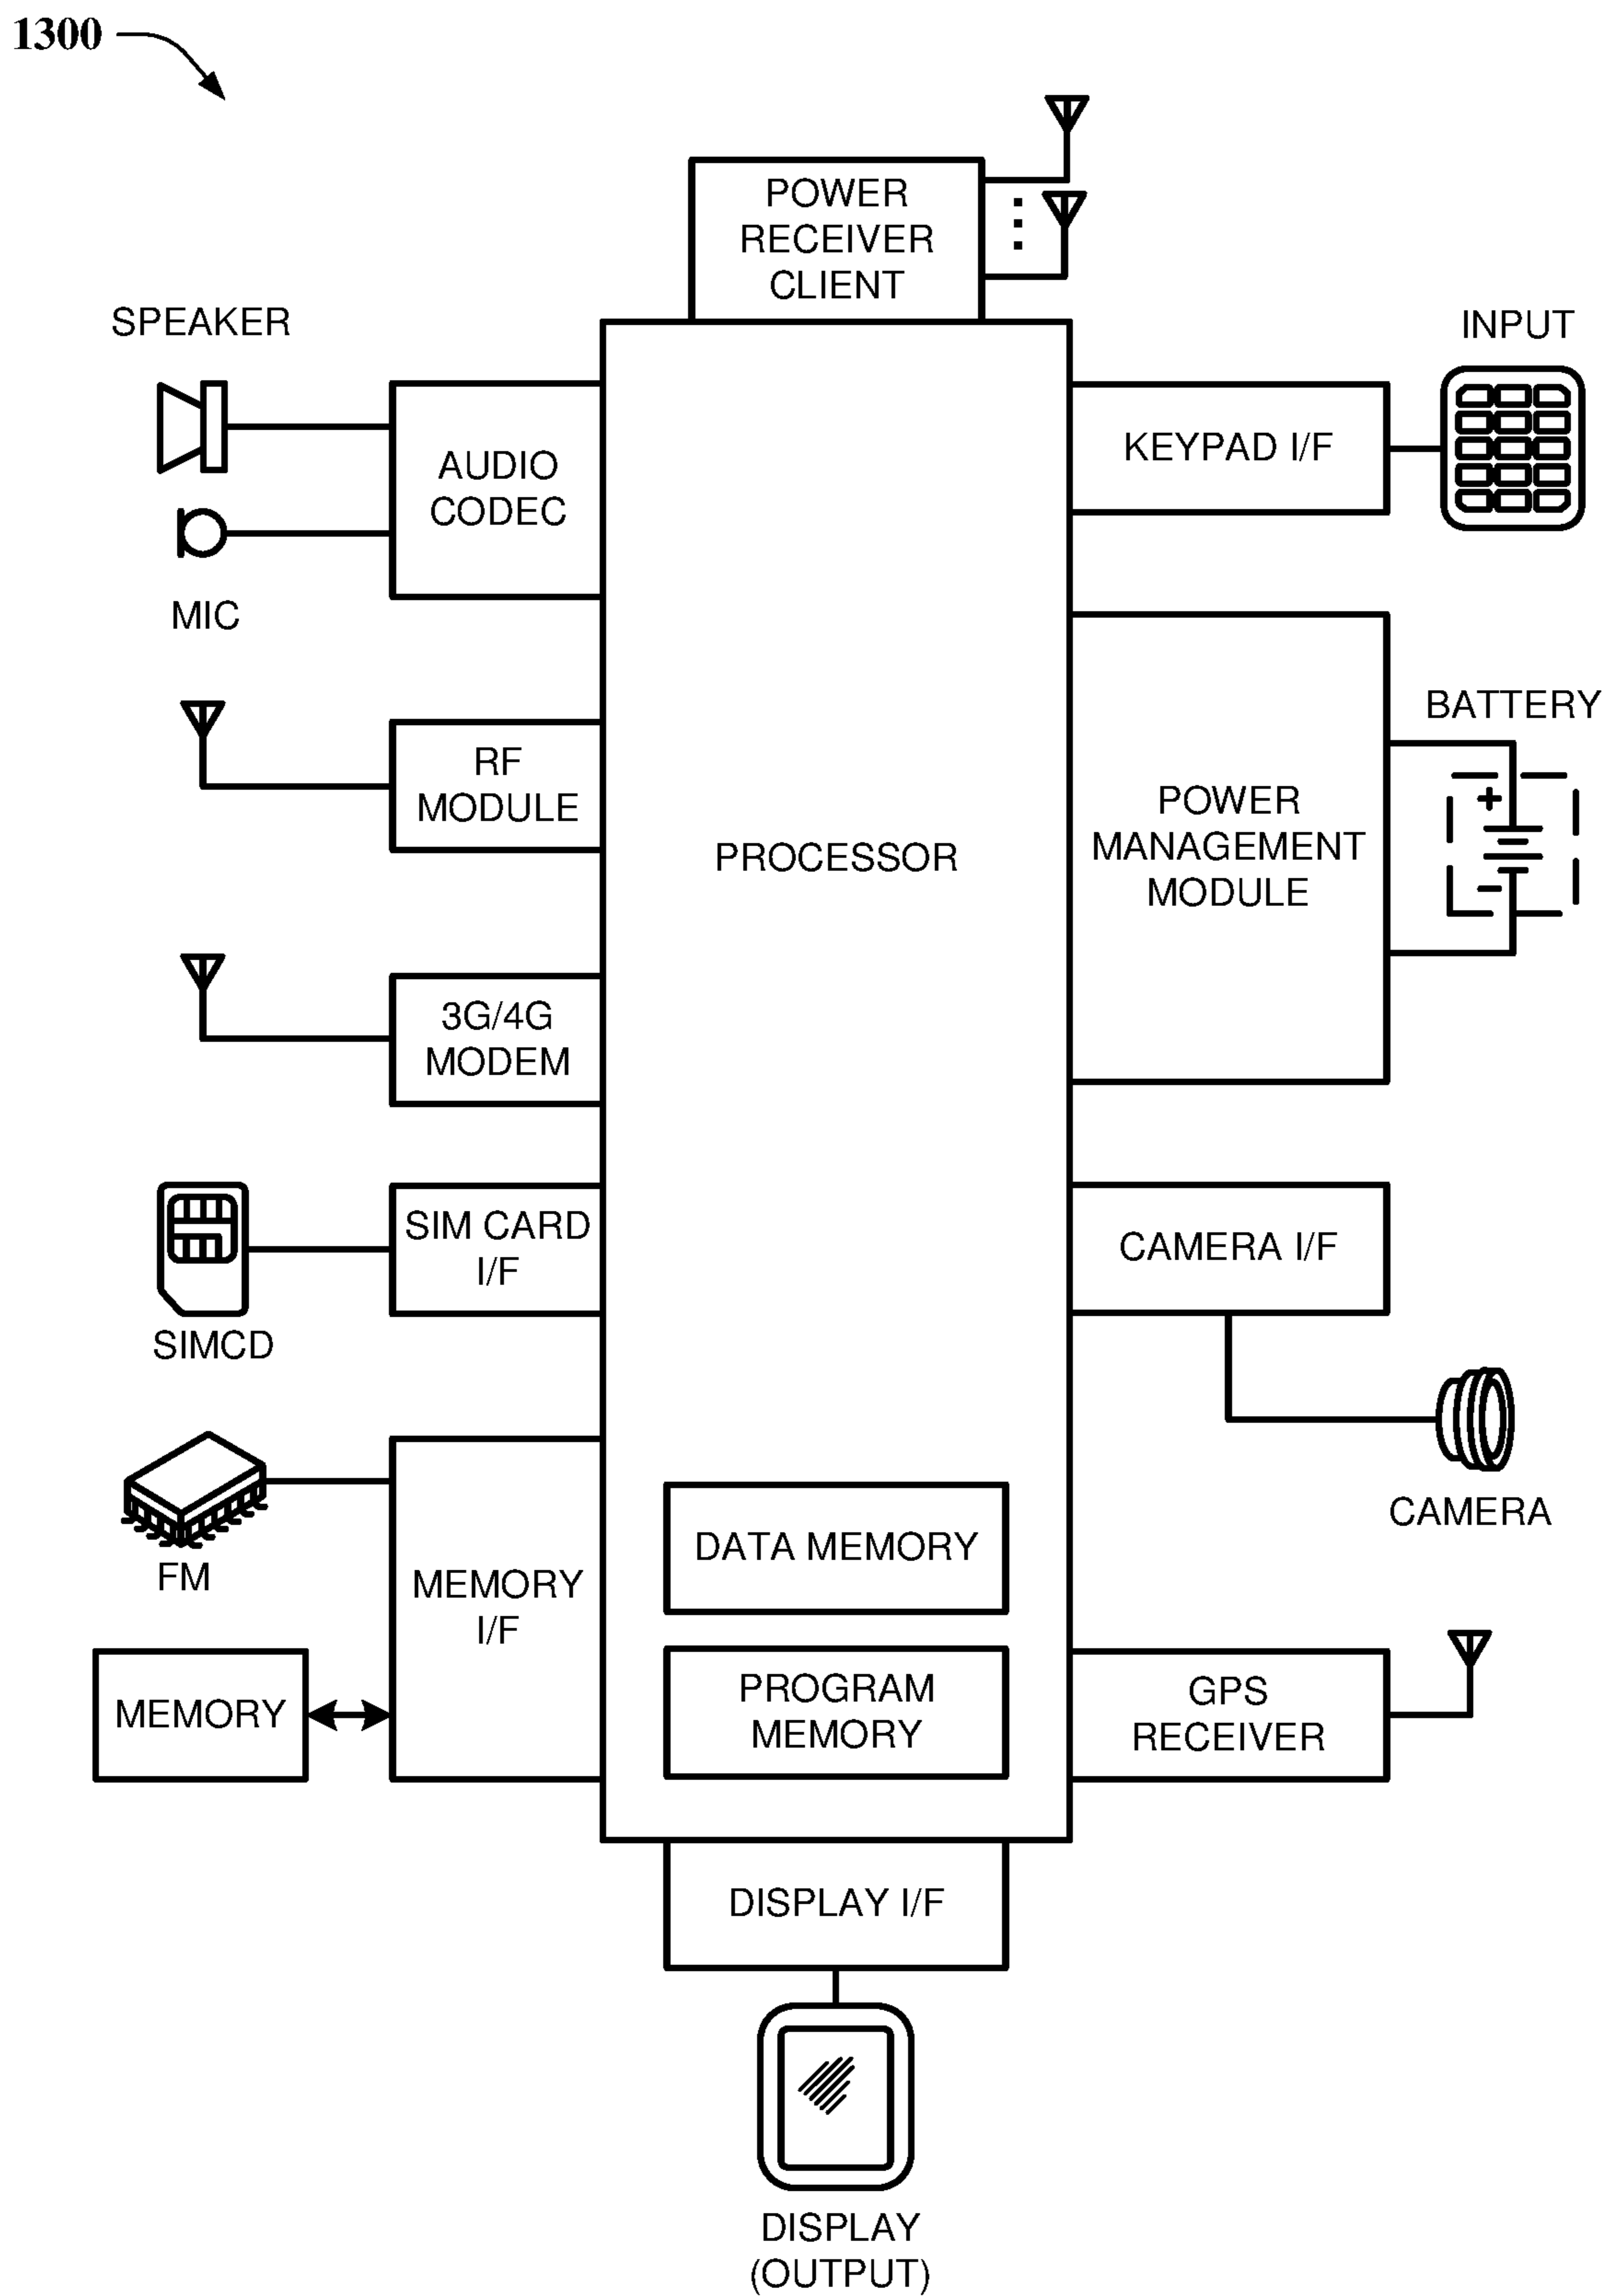 1300
POWER
RECEIVER
CLIENT
SPEAKER
INPUT
AUDIO
CODEC
KEYPAD I/F
MIC
RF
MODULE
PROCESSOR
POWER
MANAGEMENT
MODULE
BATTERY
+
−
3G/4G
MODEM
SIM CARD
I/F
SIMCD
CAMERA I/F
CAMERA
FM
MEMORY
I/F
MEMORY
DATA MEMORY
PROGRAM
MEMORY
GPS
RECEIVER
DISPLAY I/F
DISPLAY
(OUTPUT)